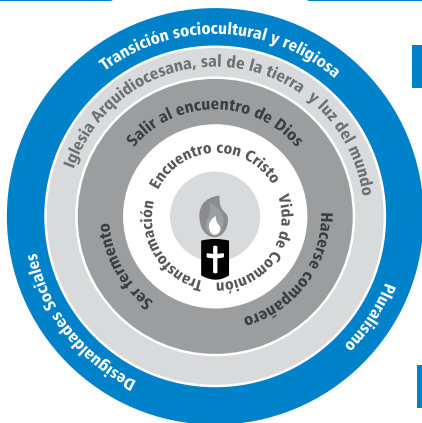 Transición sociocultural y religiosa
Iglesia Arquidiocesana, sal de la tierra y luz del mundo
Salir al encuentro de Dios
Encuentro con Cristo
Vida de Comunión
Transformación
Hacerse compañero
Ser fermento
Pluralismo
Desigualdades Sociales